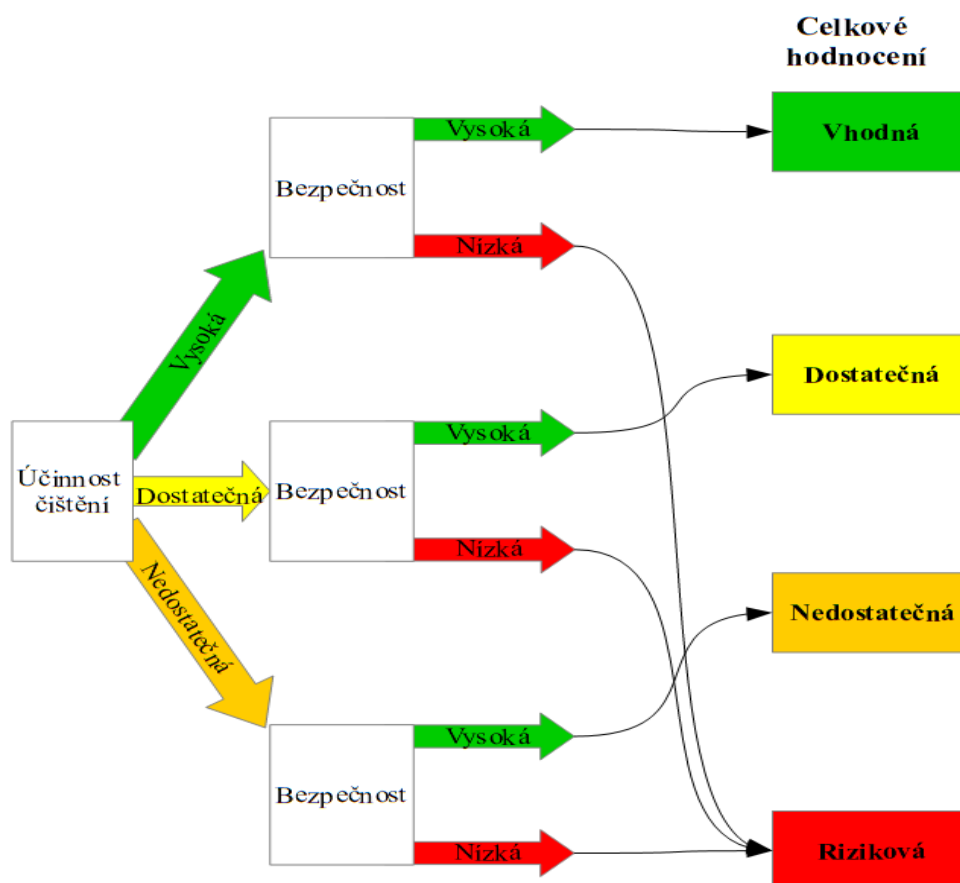 Celkové
hodnocení
Vysoká
Vhodná
Bezpečnost
Nízká
Vysoká
Dostatečná
Vysoká
Účinnost
čištění
Dostatečná
Bezpečnost
Nízká
Nedostatečná
Nedostatečná
Vysoká
Bezpečnost
Nízká
Riziková